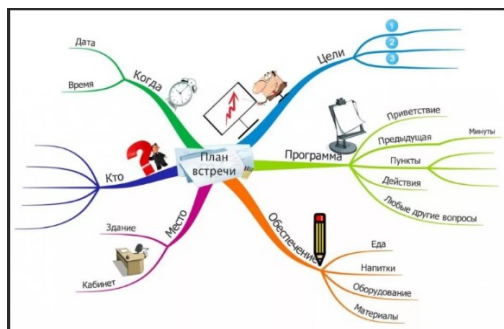 План
встречи
Цели
1
2
3
Программа
Приветствие
Предыдущая
Минуты
Пункты
Действия
Любые другие вопросы
Обеспечение
Еда
Напитки
Оборудование
Материалы
Место
Здание
Кабинет
Кто
Когда
Дата
Время